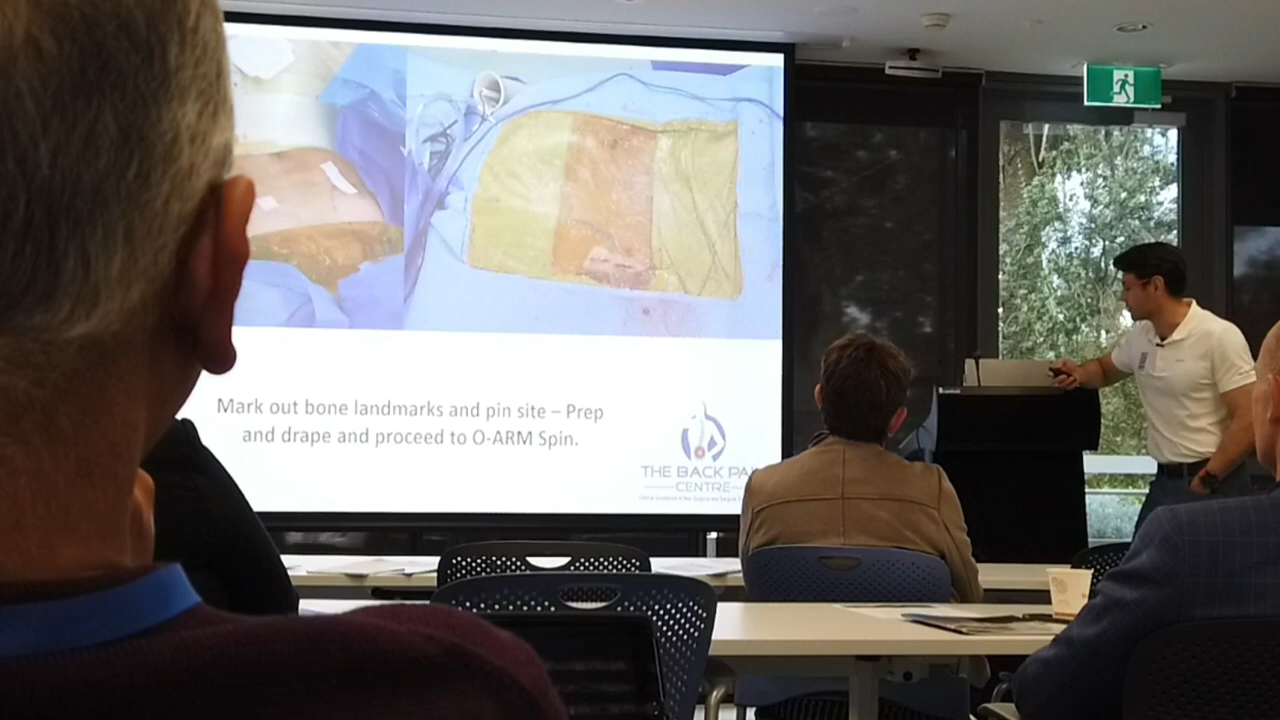 Mark out bone landmarks and pin site – Prep
and drape and proceed to O-ARM Spin.
THE BACK PA
CENTRE